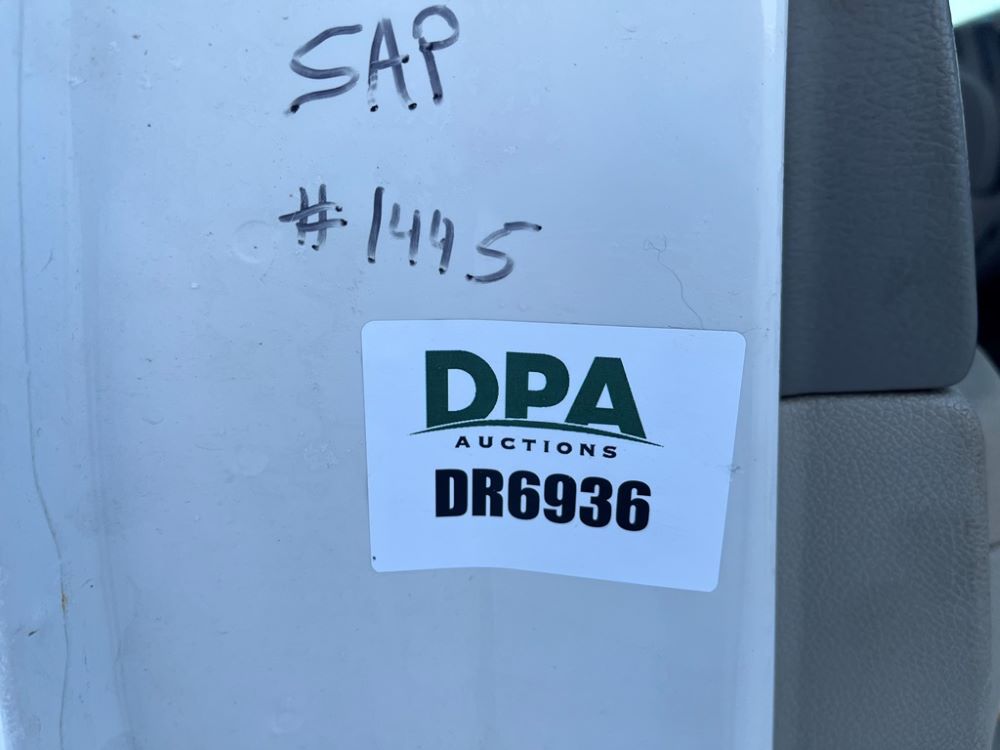 SAP
#1445
DPA
AUCTIONS
DR6936